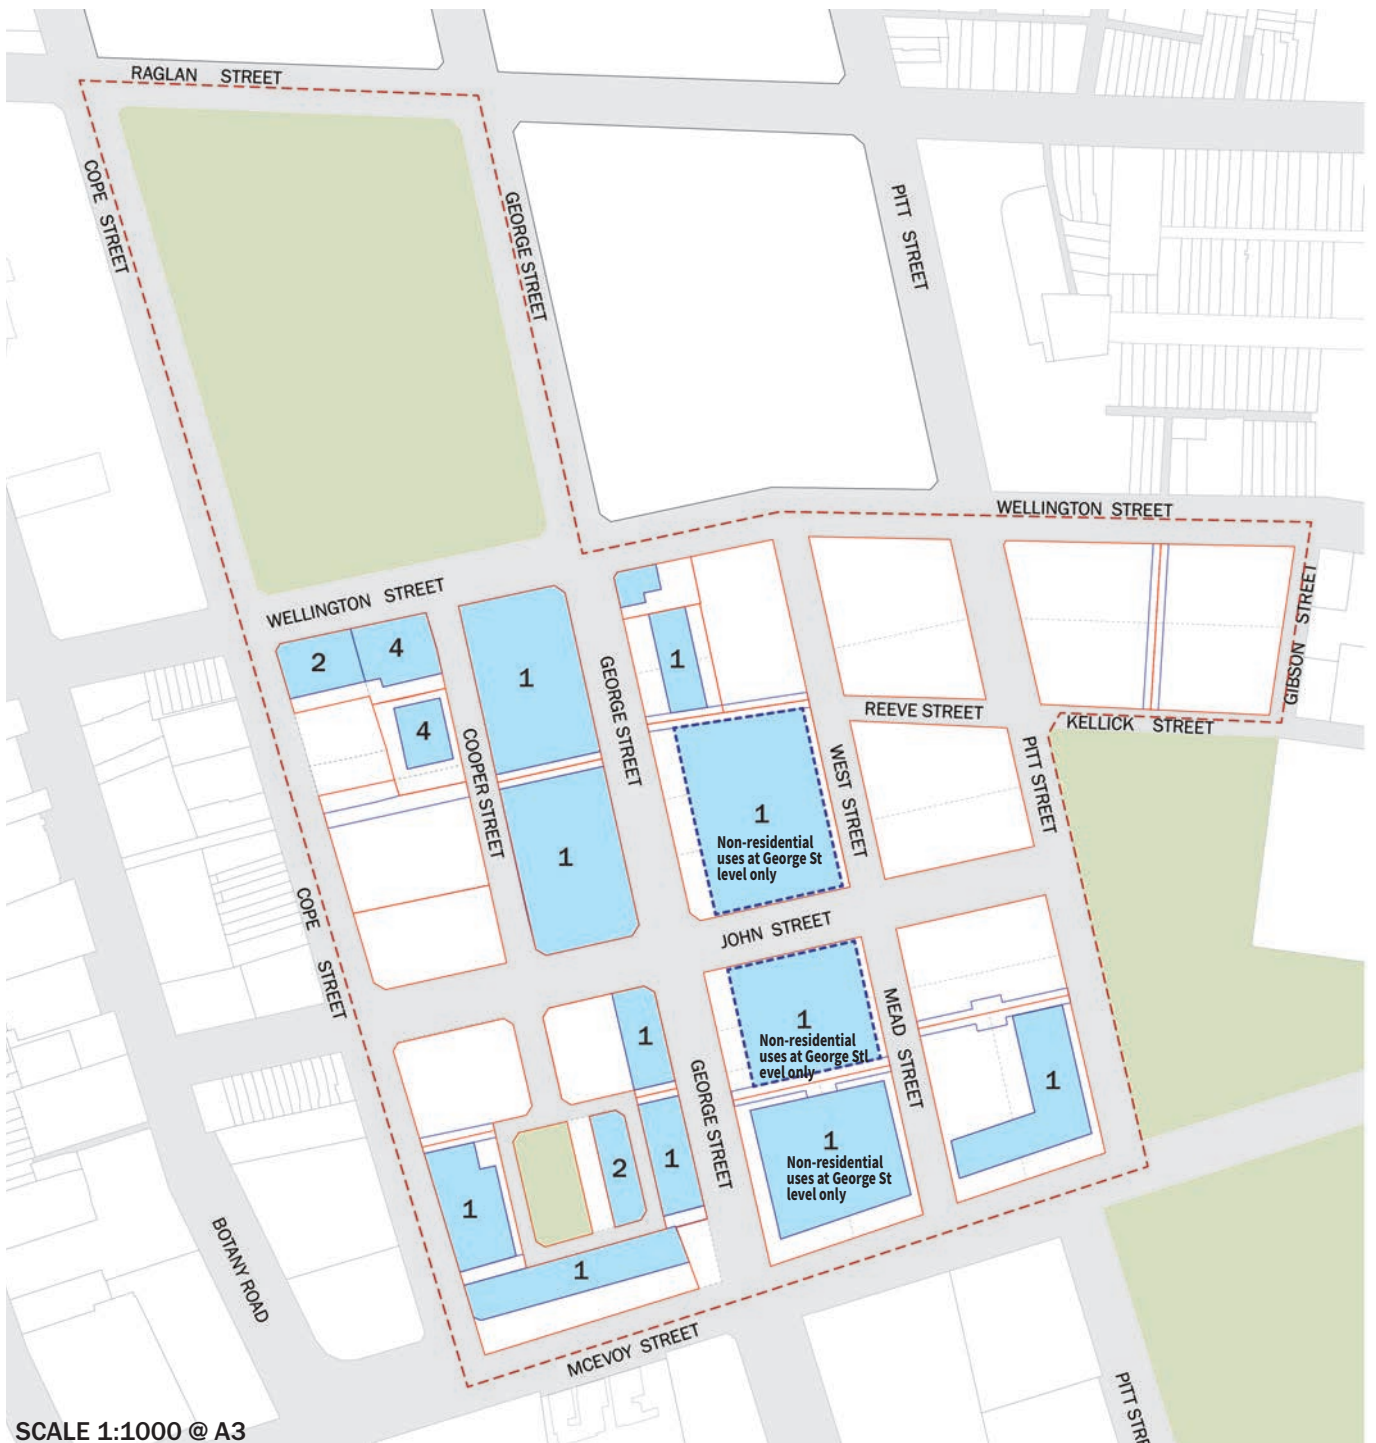 RAGLAN STREET
COPE STREET
GEORGE STREET
PITT STREET
WELLINGTON STREET
WELLINGTON STREET
GIBSON STREET
2
4
1
1
4
GEORGE STREET
COOPER STREET
REEVE STREET
KELLICK STREET
WEST STREET
PITT STREET
1
Non-residential
uses at George St
level only
1
COPE STREET
JOHN STREET
1
Non-residential
uses at George Stl
evel only
MEAD STREET
1
GEORGE STREET
1
1
2
1
1
Non-residential
uses at George St
level only
BOTANY ROAD
1
MCEVOY STREET
PITT STRE
SCALE 1:1000 @ A3